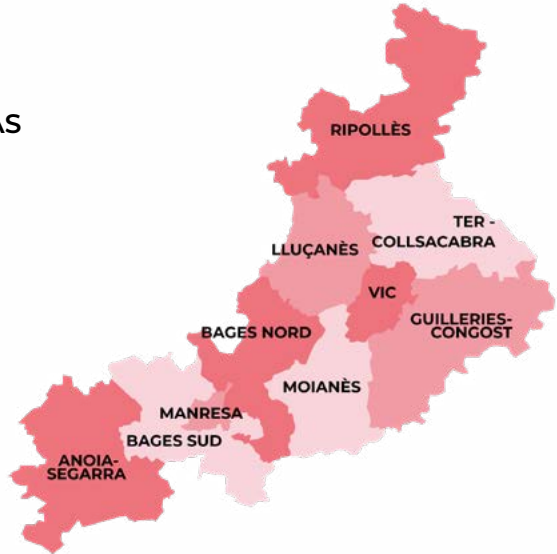 AS
RIPOLLÈS
TER -
COLLSACABRA
LLUÇANÈS
VIC
GUILLERIES-
CONGOST
BAGES NORD
MOIANÈS
MANRESA
BAGES SUD
ANOIA-
SEGARRA